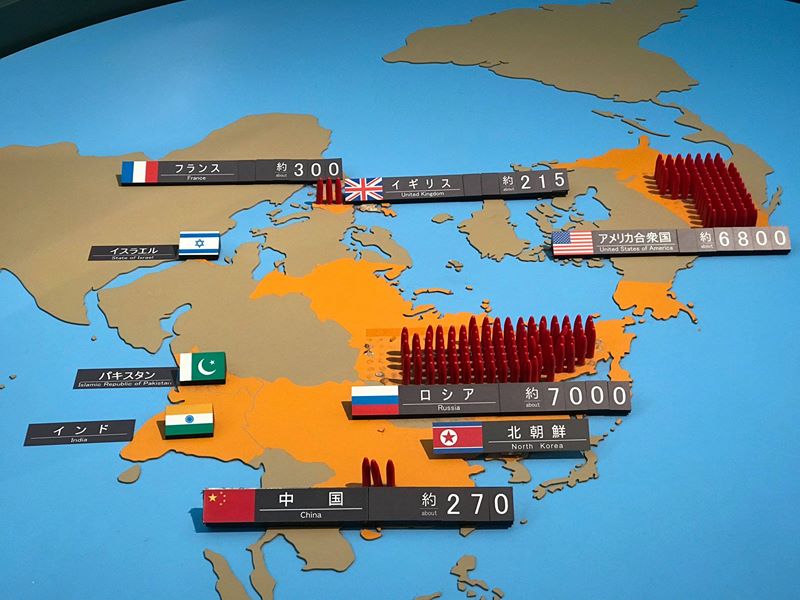 フランス
France
約
about
300
イギリス
United Kingdom
約
about
215
イスラエル
State of Israel
アメリカ合衆国
United States of America
約
about
6800
パキスタン
Islamic Republic of Pakistan
ロシア
Russia
約
about
7000
インド
India
北朝鮮
North Korea
中国
China
約
about
270